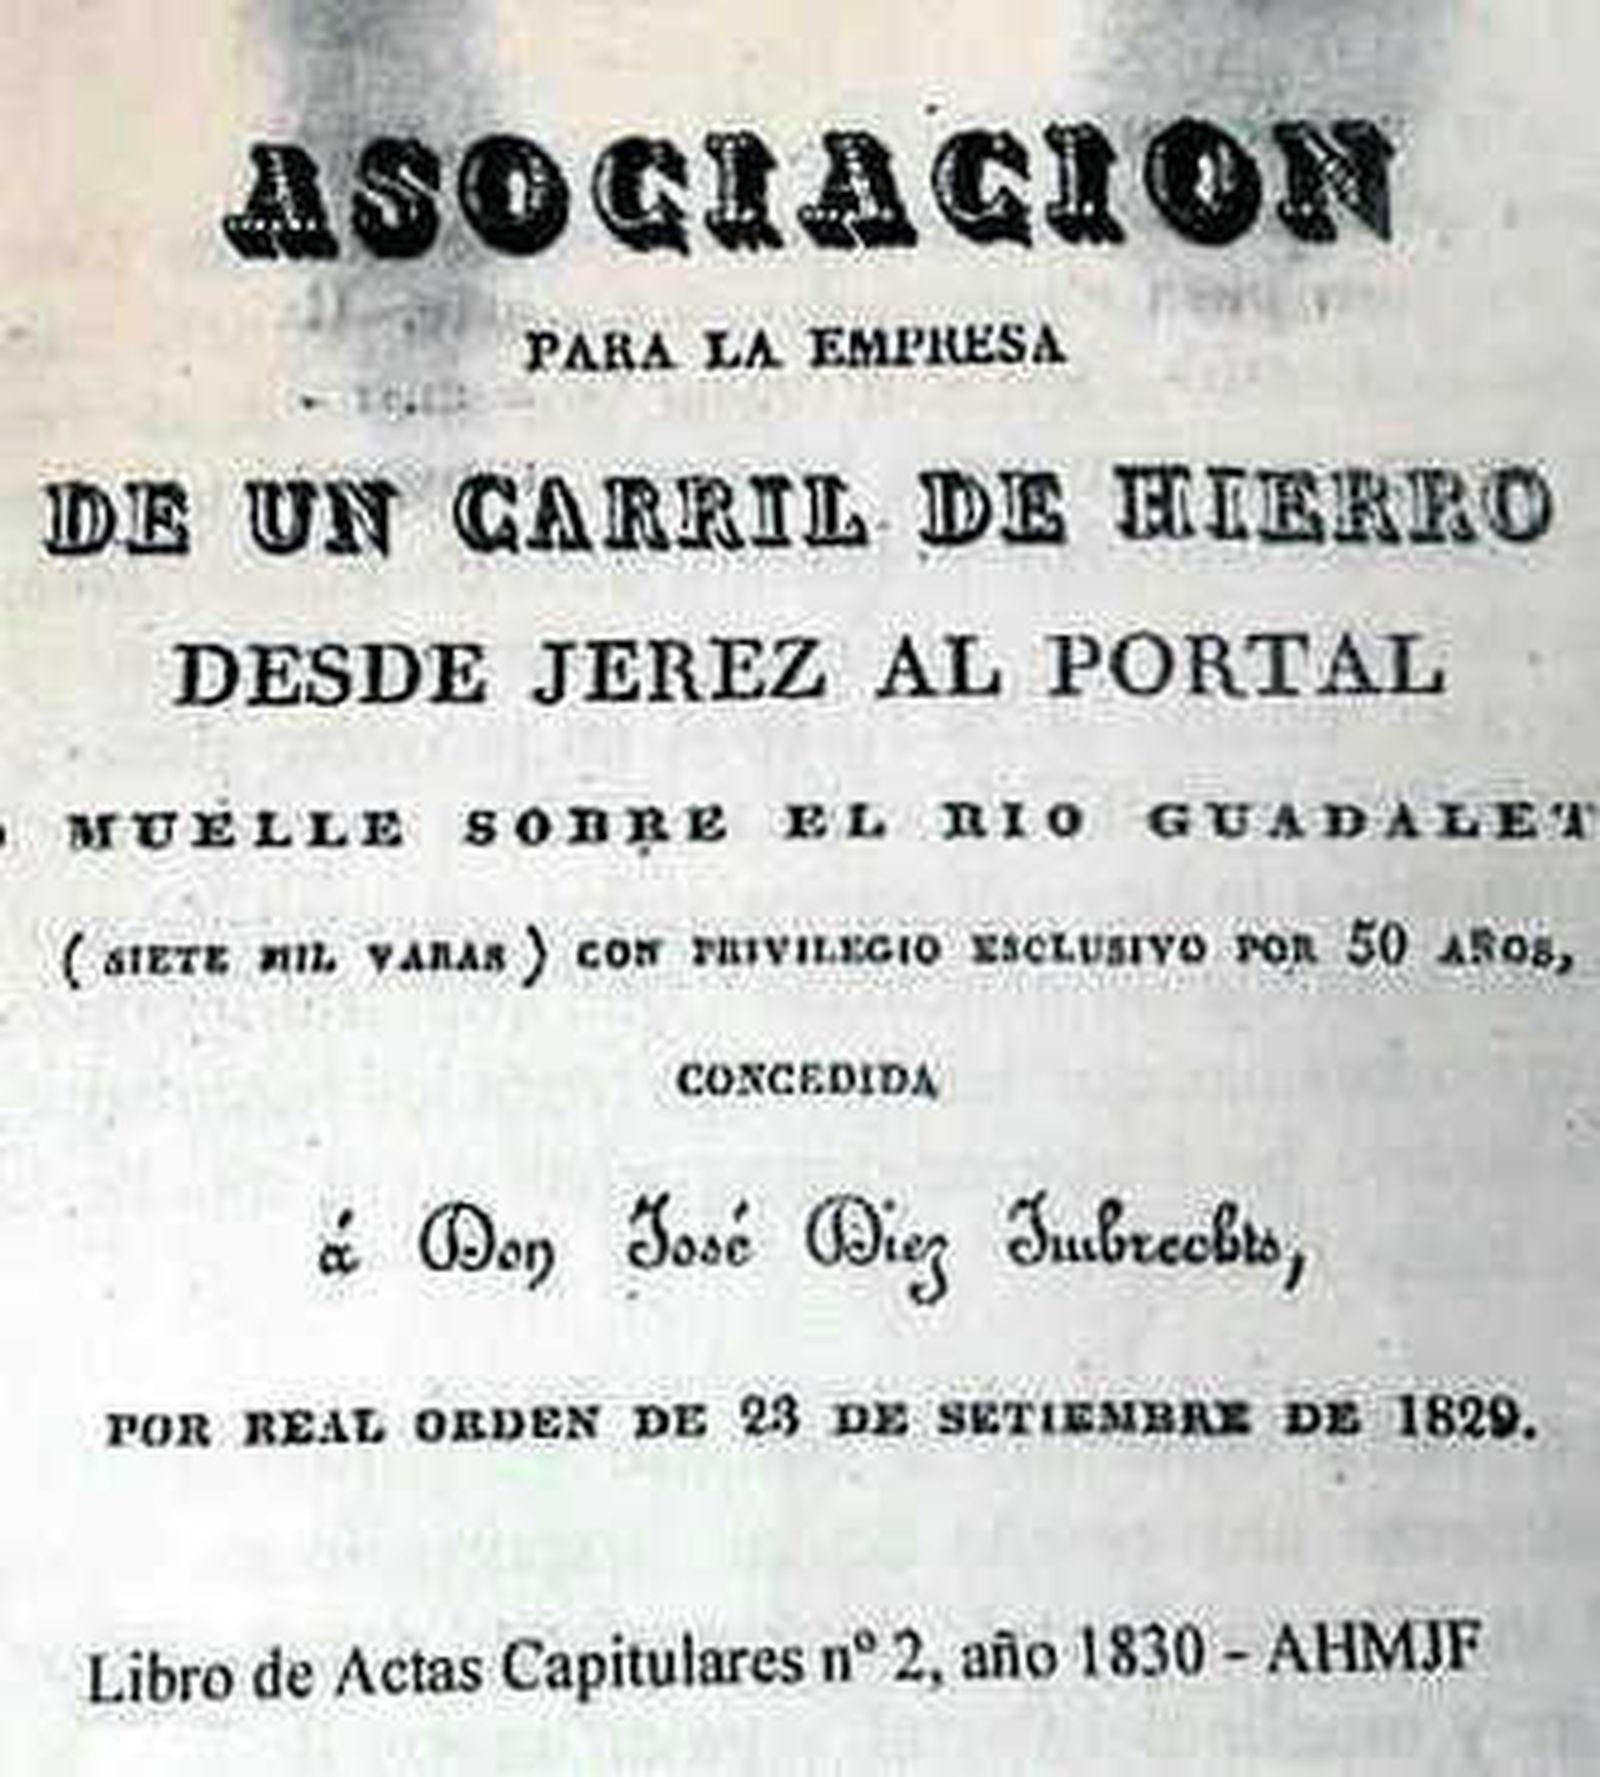 ASOCIACION
PARA LA EMPRESA
DE UN CARRIL DE HIERRO
DESDE JEREZ AL PORTAL
MUELLE SOBRE EL RIO GUADALET
( SIETE MIL VARAS ) CON PRIVILEGIO ESCLUSIVO POR 50 AÑOS,
CONCEDIDA
á Don José Diez Imbrechts,
POR REAL ORDEN DE 23 DE SETIEMBRE DE 1829.
Libro de Actas Capitulares nº 2, año 1830 - AHMJF